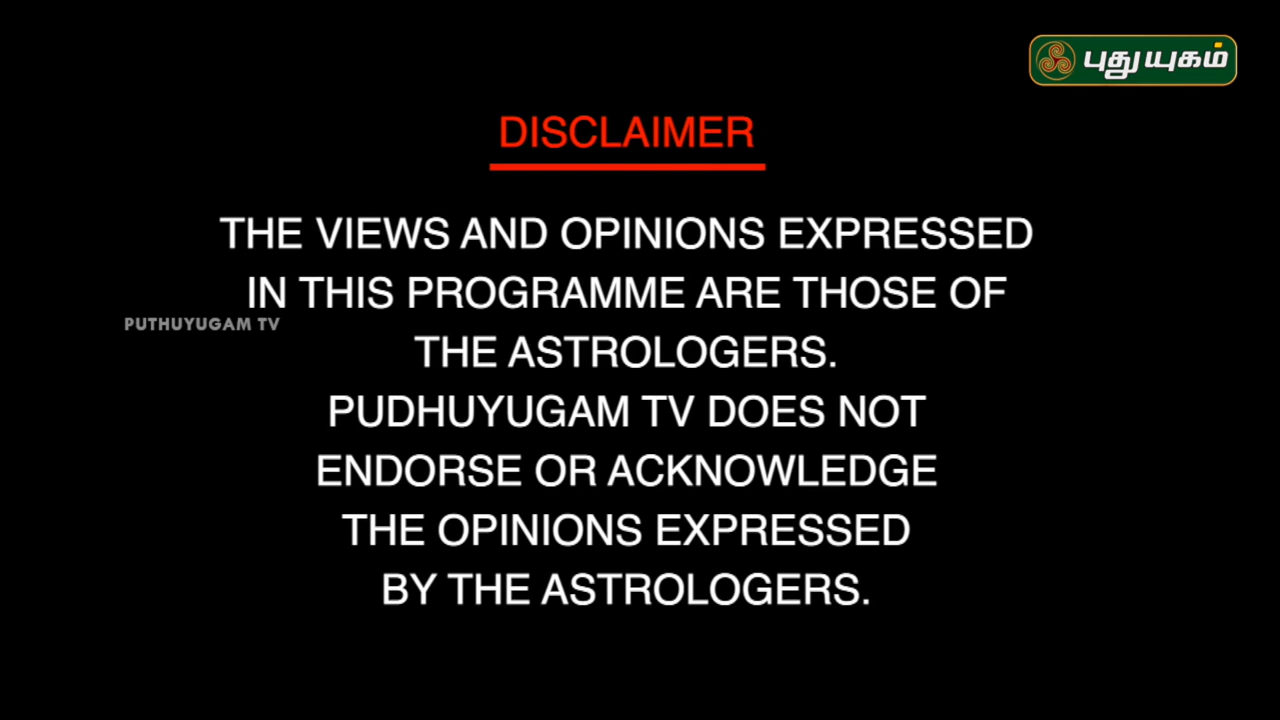 புதுயுகம்
DISCLAIMER
THE VIEWS AND OPINIONS EXPRESSED
IN THIS PROGRAMME ARE THOSE OF
PUTHUYUGAM TV
THE ASTROLOGERS.
PUDHUYUGAM TV DOES NOT
ENDORSE OR ACKNOWLEDGE
THE OPINIONS EXPRESSED
BY THE ASTROLOGERS.